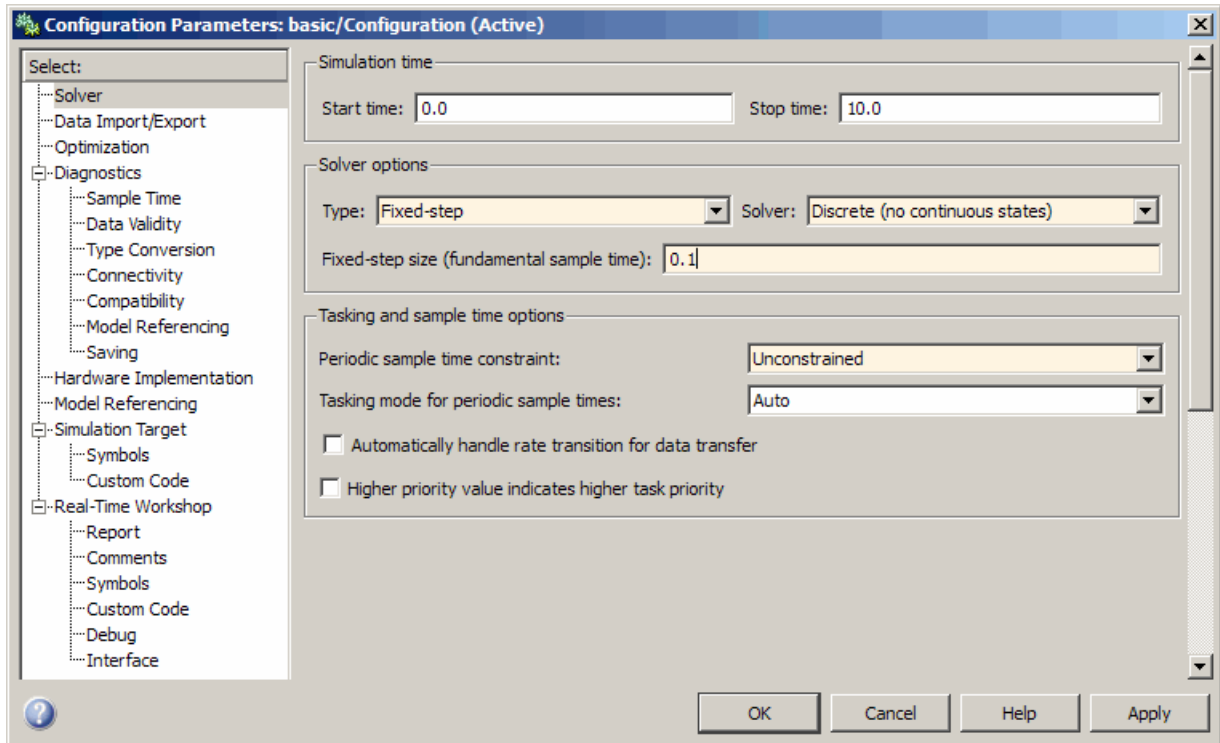 Configuration Parameters: basic/Configuration (Active)
Select:
Solver
Data Import/Export
Optimization
Diagnostics
Sample Time
Data Validity
Type Conversion
Connectivity
Compatibility
Model Referencing
Saving
Hardware Implementation
Model Referencing
Simulation Target
Symbols
Custom Code
Real-Time Workshop
Report
Comments
Symbols
Custom Code
Debug
Interface
Simulation time
Start time: 0.0 Stop time: 10.0
Solver options
Type: Fixed-step Solver: Discrete (no continuous states)
Fixed-step size (fundamental sample time): 0.1
Tasking and sample time options
Periodic sample time constraint: Unconstrained
Tasking mode for periodic sample times: Auto
Automatically handle rate transition for data transfer
Higher priority value indicates higher task priority
OK Cancel Help Apply